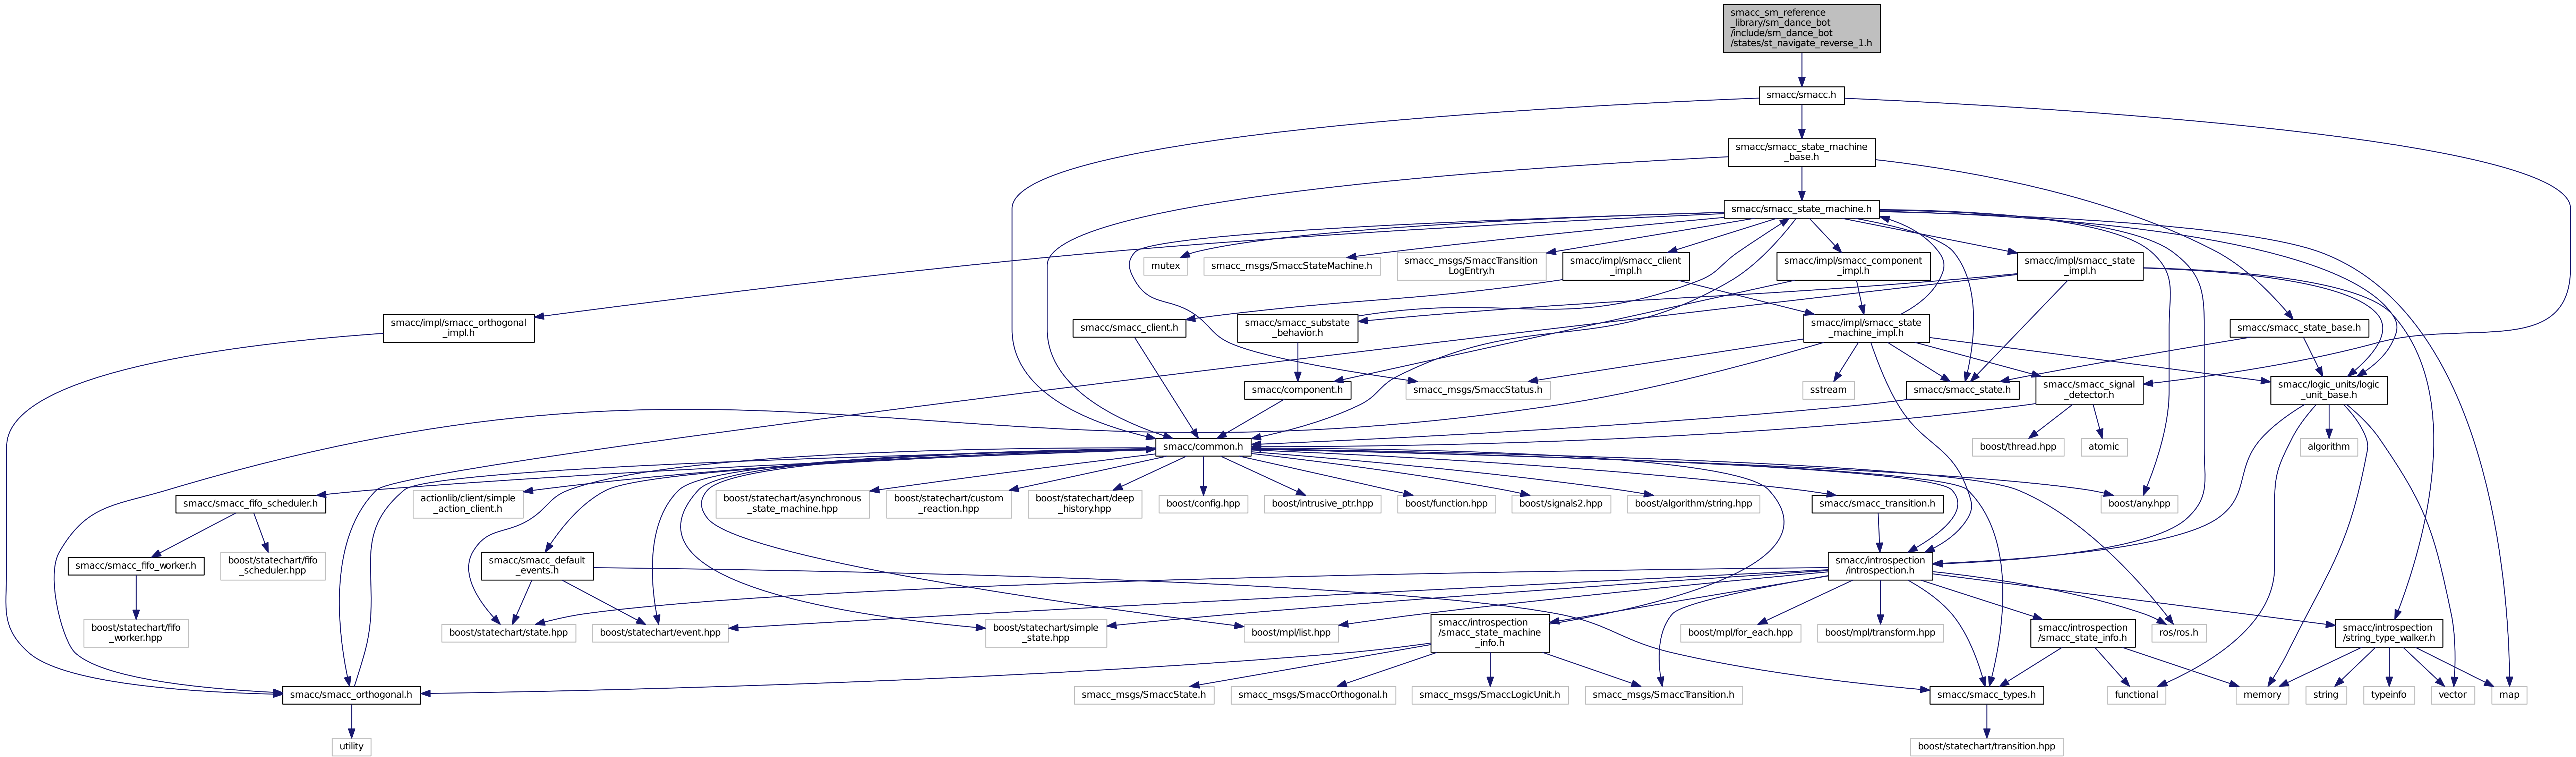 smacc_sm_reference
_library/sm_dance_bot
/include/sm_dance_bot
/states/st_navigate_reverse_1.h
smacc/smacc.h
smacc/smacc_state_machine
_base.h
smacc/smacc_state_machine.h
mutex
smacc_msgs/SmaccStateMachine.h
smacc_msgs/SmaccTransition
LogEntry.h
smacc/impl/smacc_client
_impl.h
smacc/impl/smacc_component
_impl.h
smacc/impl/smacc_state
_impl.h
smacc/impl/smacc_orthogonal
_impl.h
smacc/smacc_client.h
smacc/smacc_substate
_behavior.h
smacc/impl/smacc_state
_machine_impl.h
smacc/smacc_state_base.h
smacc/component.h
smacc_msgs/SmaccStatus.h
sstream
smacc/smacc_state.h
smacc/smacc_signal
_detector.h
smacc/logic_units/logic
_unit_base.h
smacc/common.h
boost/thread.hpp
atomic
algorithm
smacc/smacc_fifo_scheduler.h
actionlib/client/simple
_action_client.h
boost/statechart/asynchronous
_state_machine.hpp
boost/statechart/custom
_reaction.hpp
boost/statechart/deep
_history.hpp
boost/config.hpp
boost/intrusive_ptr.hpp
boost/function.hpp
boost/signals2.hpp
boost/algorithm/string.hpp
smacc/smacc_transition.h
boost/any.hpp
smacc/smacc_fifo_worker.h
boost/statechart/fifo
_scheduler.hpp
smacc/smacc_default
_events.h
smacc/introspection
/introspection.h
boost/statechart/fifo
_worker.hpp
boost/statechart/state.hpp
boost/statechart/event.hpp
boost/statechart/simple
_state.hpp
boost/mpl/list.hpp
smacc/introspection
/smacc_state_machine
_info.h
boost/mpl/for_each.hpp
boost/mpl/transform.hpp
smacc/introspection
/smacc_state_info.h
ros/ros.h
smacc/introspection
/string_type_walker.h
smacc/smacc_orthogonal.h
smacc_msgs/SmaccState.h
smacc_msgs/SmaccOrthogonal.h
smacc_msgs/SmaccLogicUnit.h
smacc_msgs/SmaccTransition.h
smacc/smacc_types.h
functional
memory
string
typeinfo
vector
map
utility
boost/statechart/transition.hpp